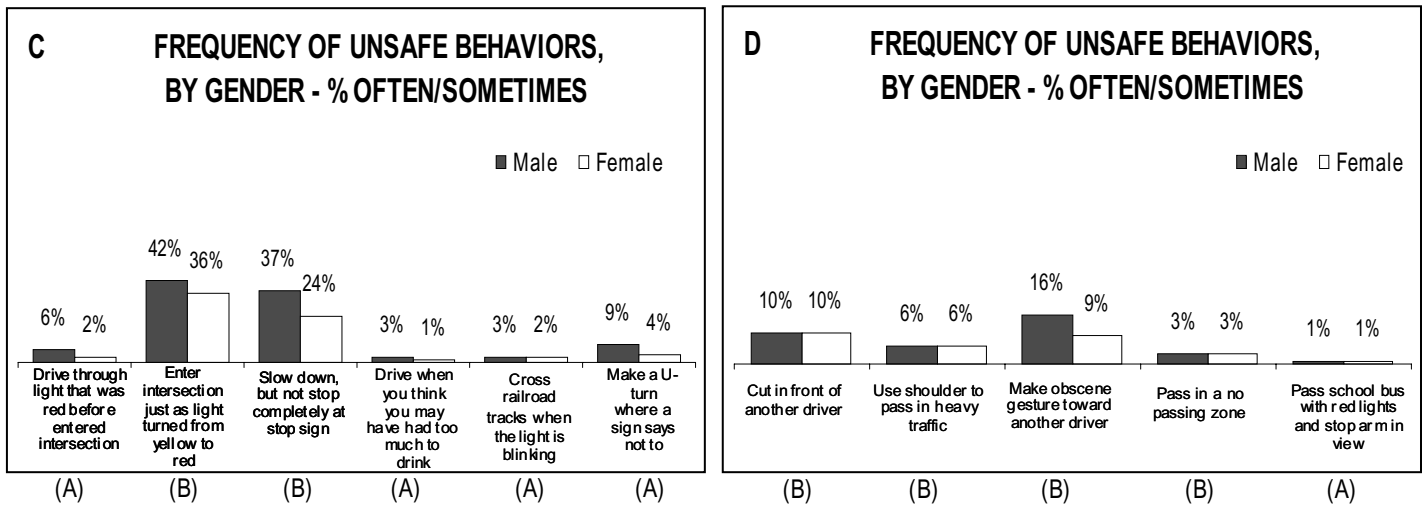 C FREQUENCY OF UNSAFE BEHAVIORS,
BY GENDER - % OFTEN/SOMETIMES
Male Female
42%
36%
37%
24%
6%
2%
3%
1%
3%
2%
9%
4%
Drive through
light that was
red before
entered
intersection
Enter
intersection
just as light
turned from
yellow to
red
Slow down,
but not stop
completely at
stop sign
Drive when
you think
you may
have had too
much to
drink
Cross
railroad
tracks when
the light is
blinking
Make a U-
turn
where a
sign says
not to
(A) (B) (B) (A) (A) (A)
D FREQUENCY OF UNSAFE BEHAVIORS,
BY GENDER - % OFTEN/SOMETIMES
Male Female
10% 10%
6% 6%
16%
9%
3% 3%
1% 1%
Cut in front of
another driver
Use shoulder to
pass in heavy
traffic
Make obscene
gesture toward
another driver
Pass in a no
passing zone
Pass school bus
with red lights
and stop arm in
view
(B) (B) (B) (B) (A)